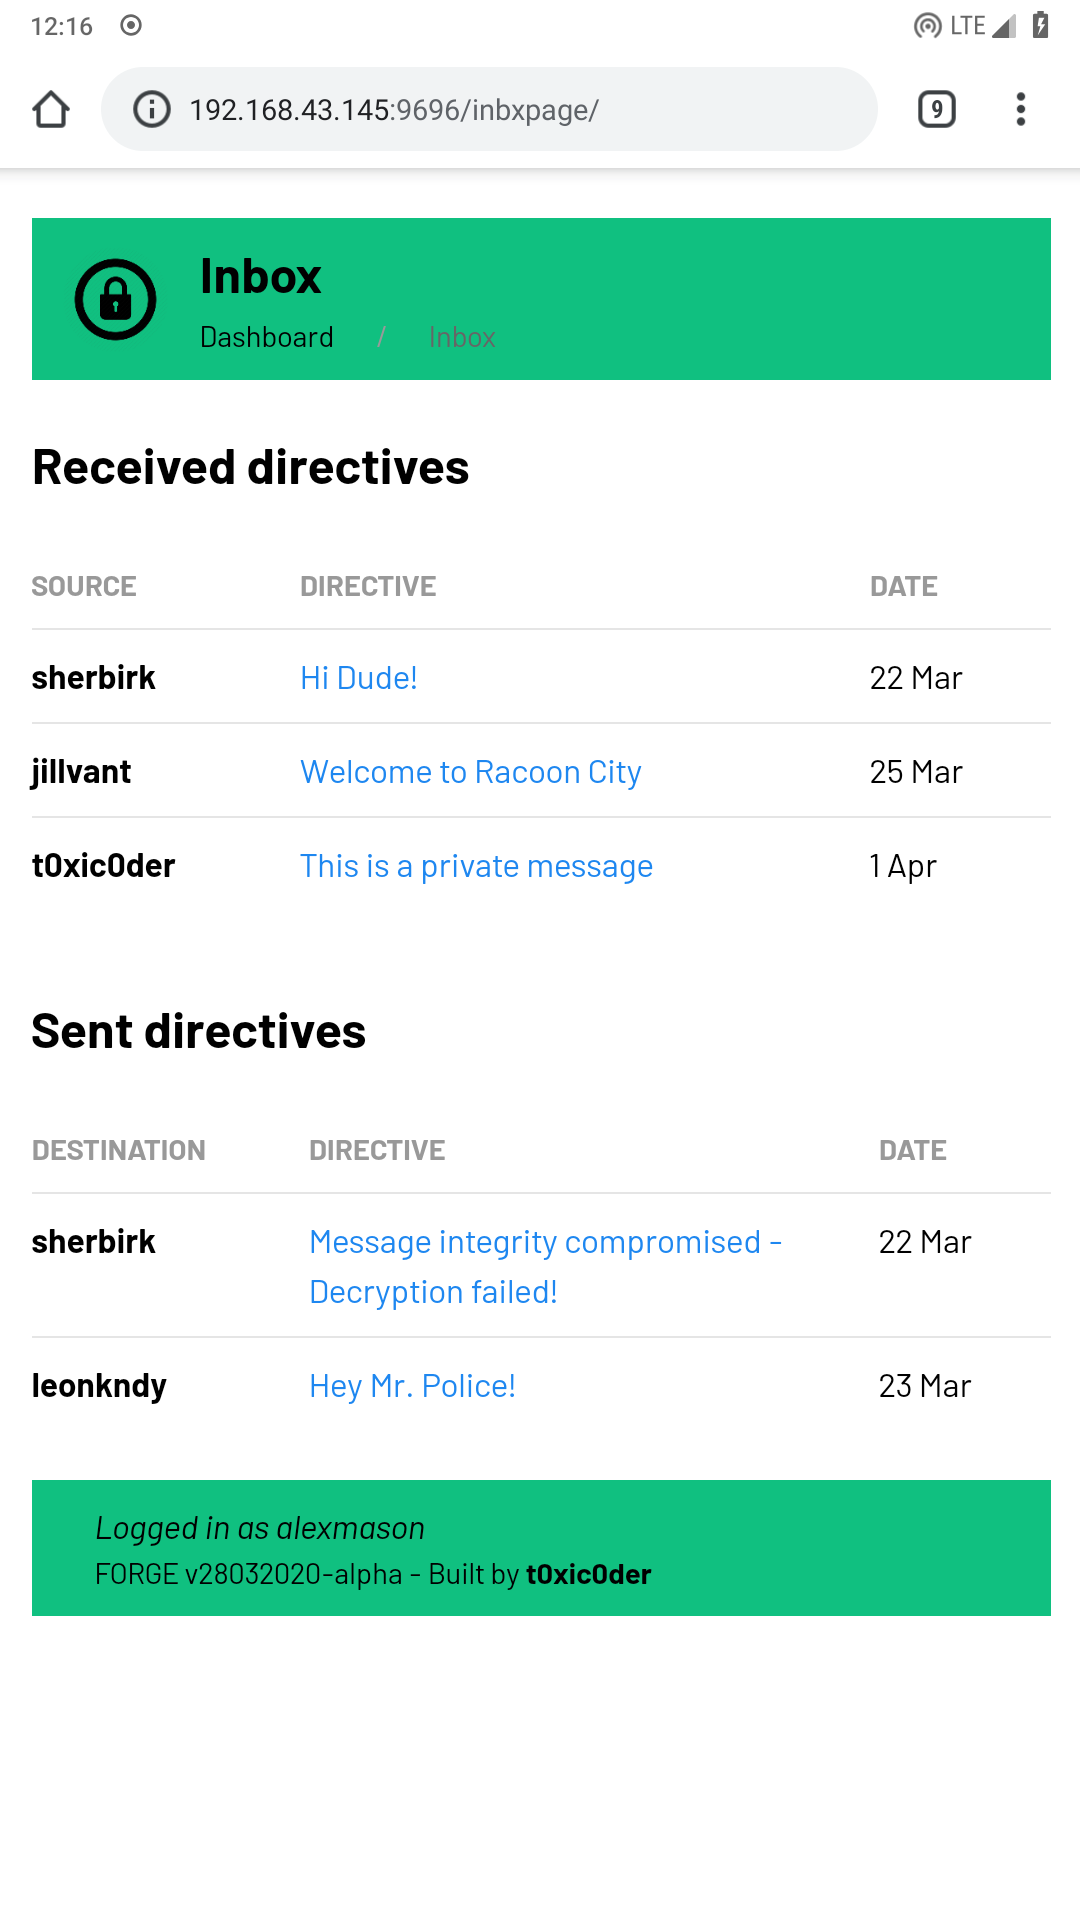 12:16 LTE
192.168.43.145:9696/inbxpage/ 9
Inbox
Dashboard / Inbox
Received directives
SOURCE DIRECTIVE DATE
sherbirk Hi Dude! 22 Mar
jillvant Welcome to Racoon City 25 Mar
t0xic0der This is a private message 1 Apr
Sent directives
DESTINATION DIRECTIVE DATE
sherbirk Message integrity compromised - 22 Mar
Decryption failed!
leonkndy Hey Mr. Police! 23 Mar
Logged in as alexmason
FORGE v28032020-alpha - Built by t0xic0der